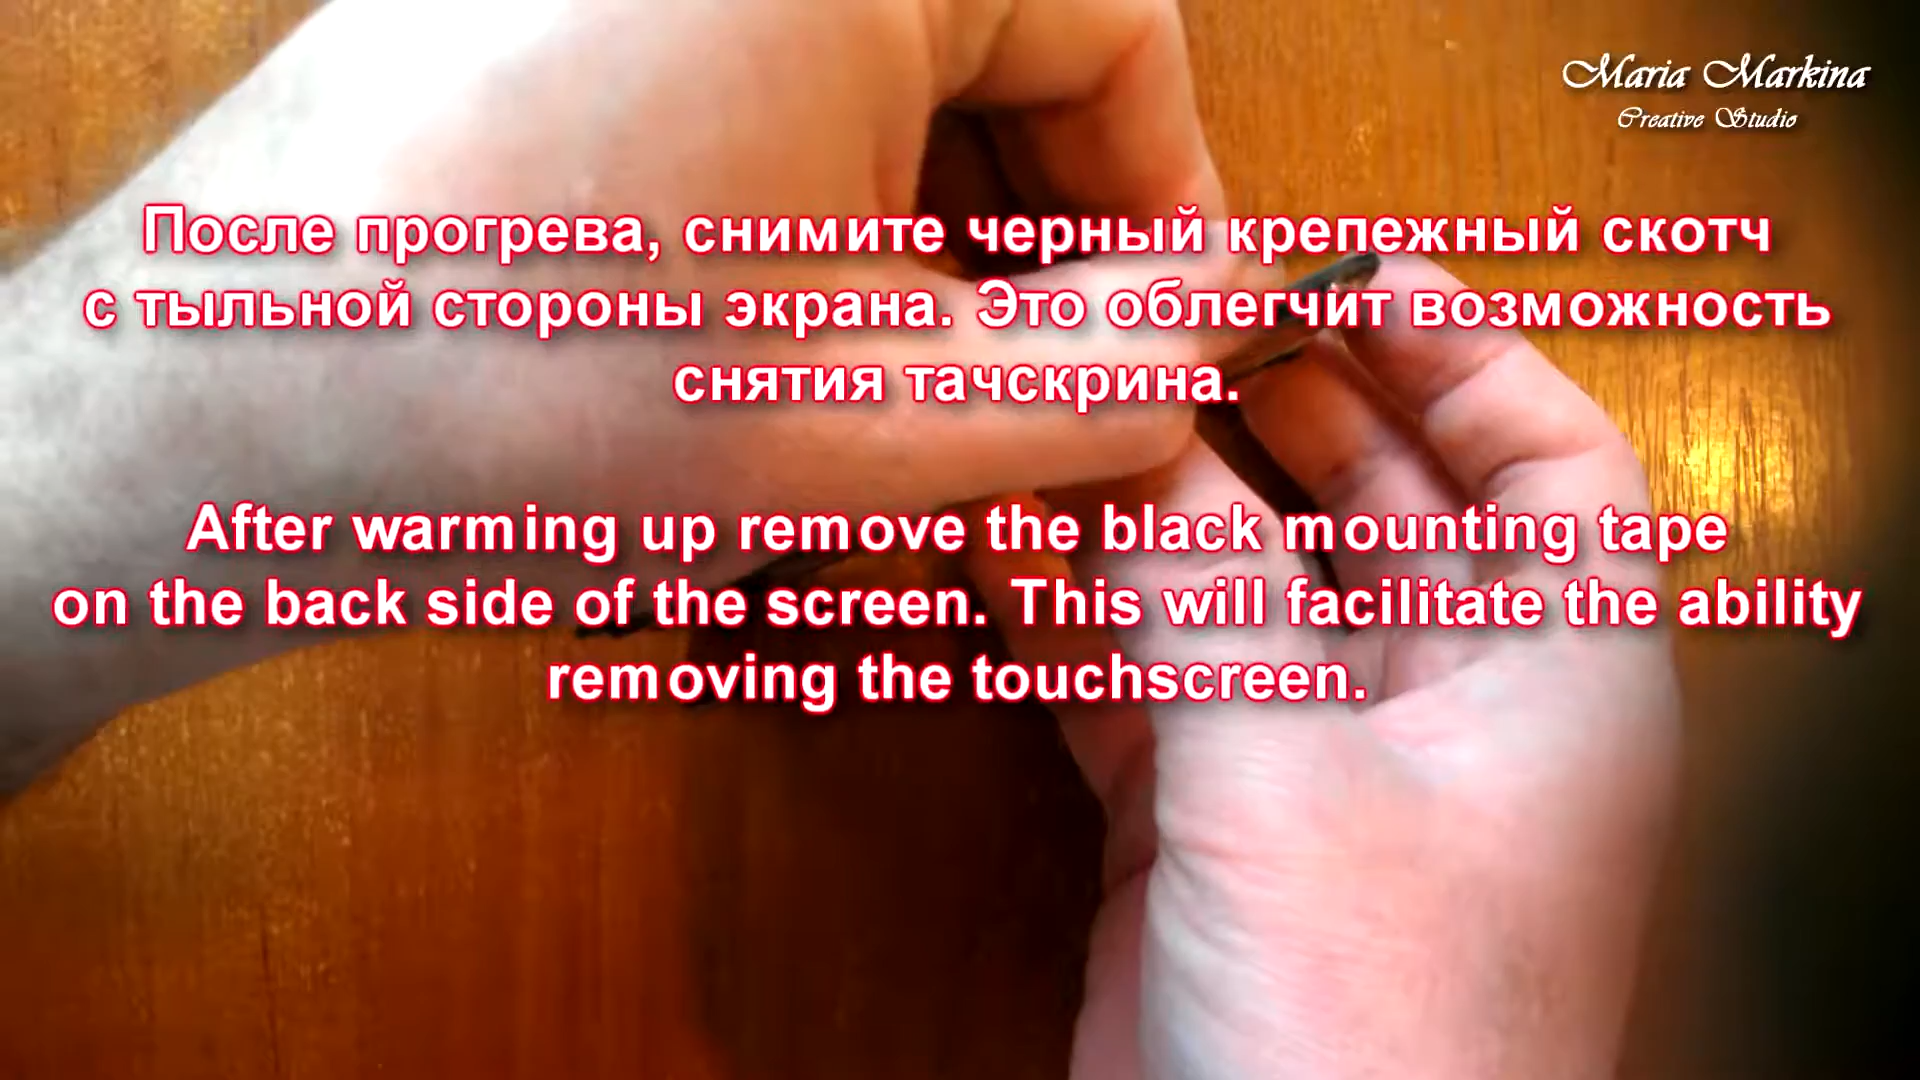 Maria Markina
Creative Studio
После прогрева, снимите черный крепежный скотч
с тыльной стороны экрана. Это облегчит возможность
снятия тачскрина.
After warming up remove the black mounting tape
on the back side of the screen. This will facilitate the ability
removing the touchscreen.